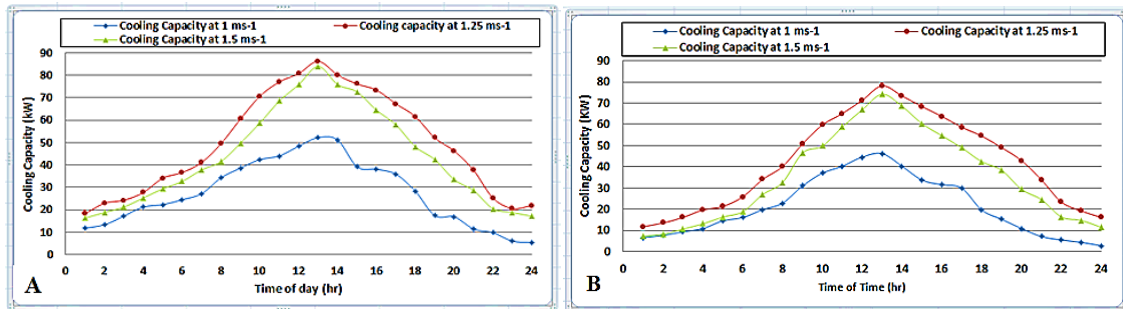 Cooling Capacity at 1 ms-1
Cooling Capacity at 1.25 ms-1
Cooling Capacity at 1.5 ms-1
Cooling Capacity (kW)
90
80
70
60
50
40
30
20
10
0
0 2 4 6 8 10 12 14 16 18 20 22 24
Time of day (hr)
A
Cooling Capacity at 1 ms-1
Cooling Capacity at 1.25 ms-1
Cooling Capacity at 1.5 ms-1
Cooling Capacity (KW)
90
80
70
60
50
40
30
20
10
0
0 2 4 6 8 10 12 14 16 18 20 22 24
Time of Time (hr)
B